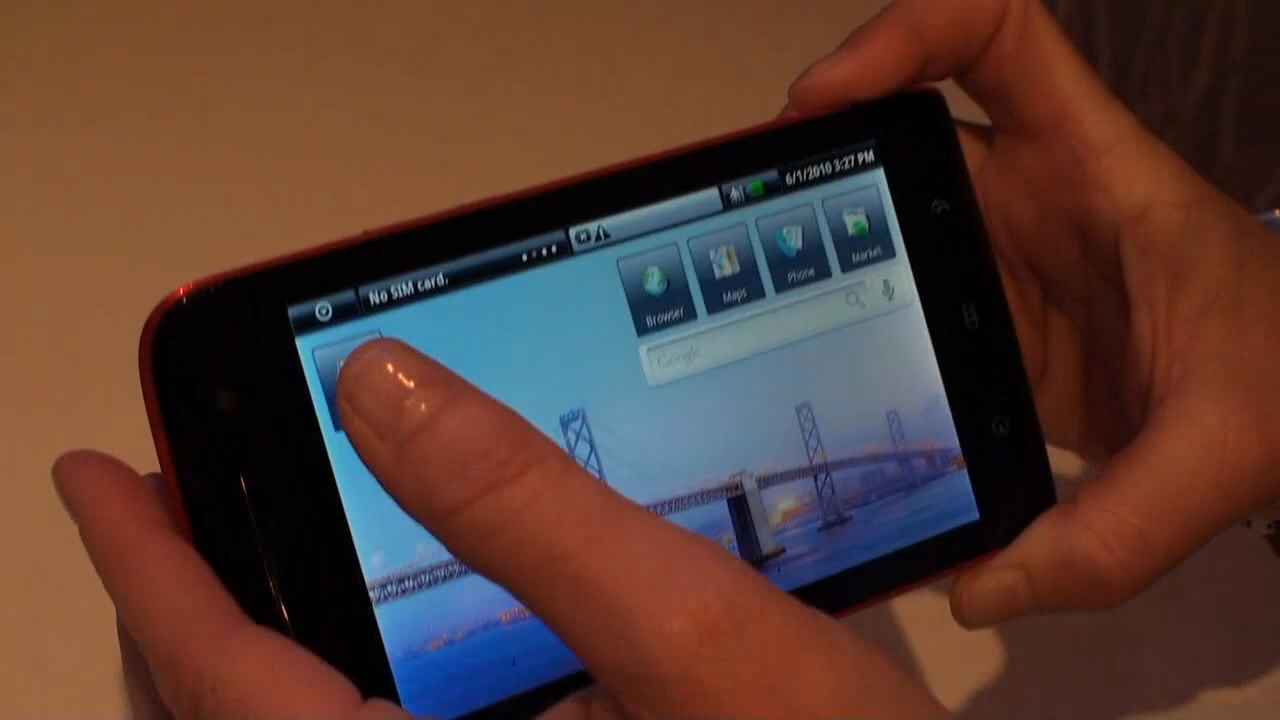 6/1/2010 3:27 PM
No SIM card.
Browser
Maps
Phone
Market
Google